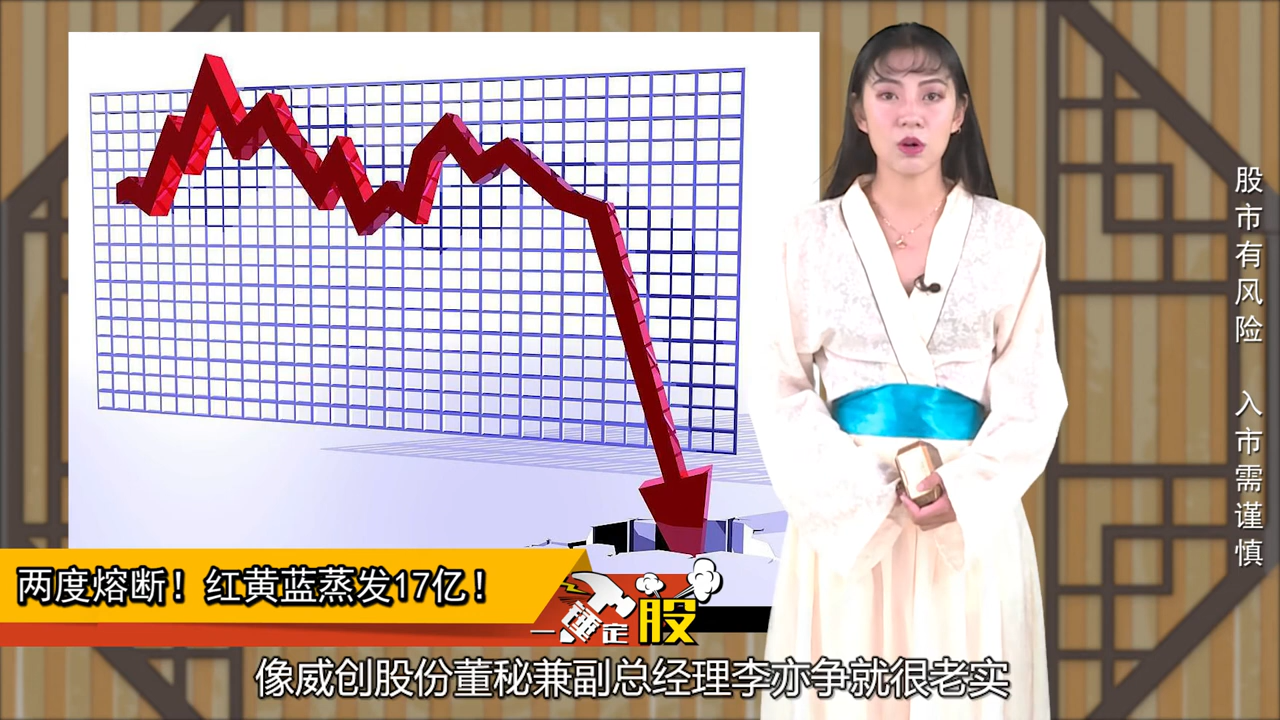 股市有风险 入市需谨慎
两度熔断！红黄蓝蒸发17亿！
一锤定股
像威创股份董秘兼副总经理李亦争就很老实